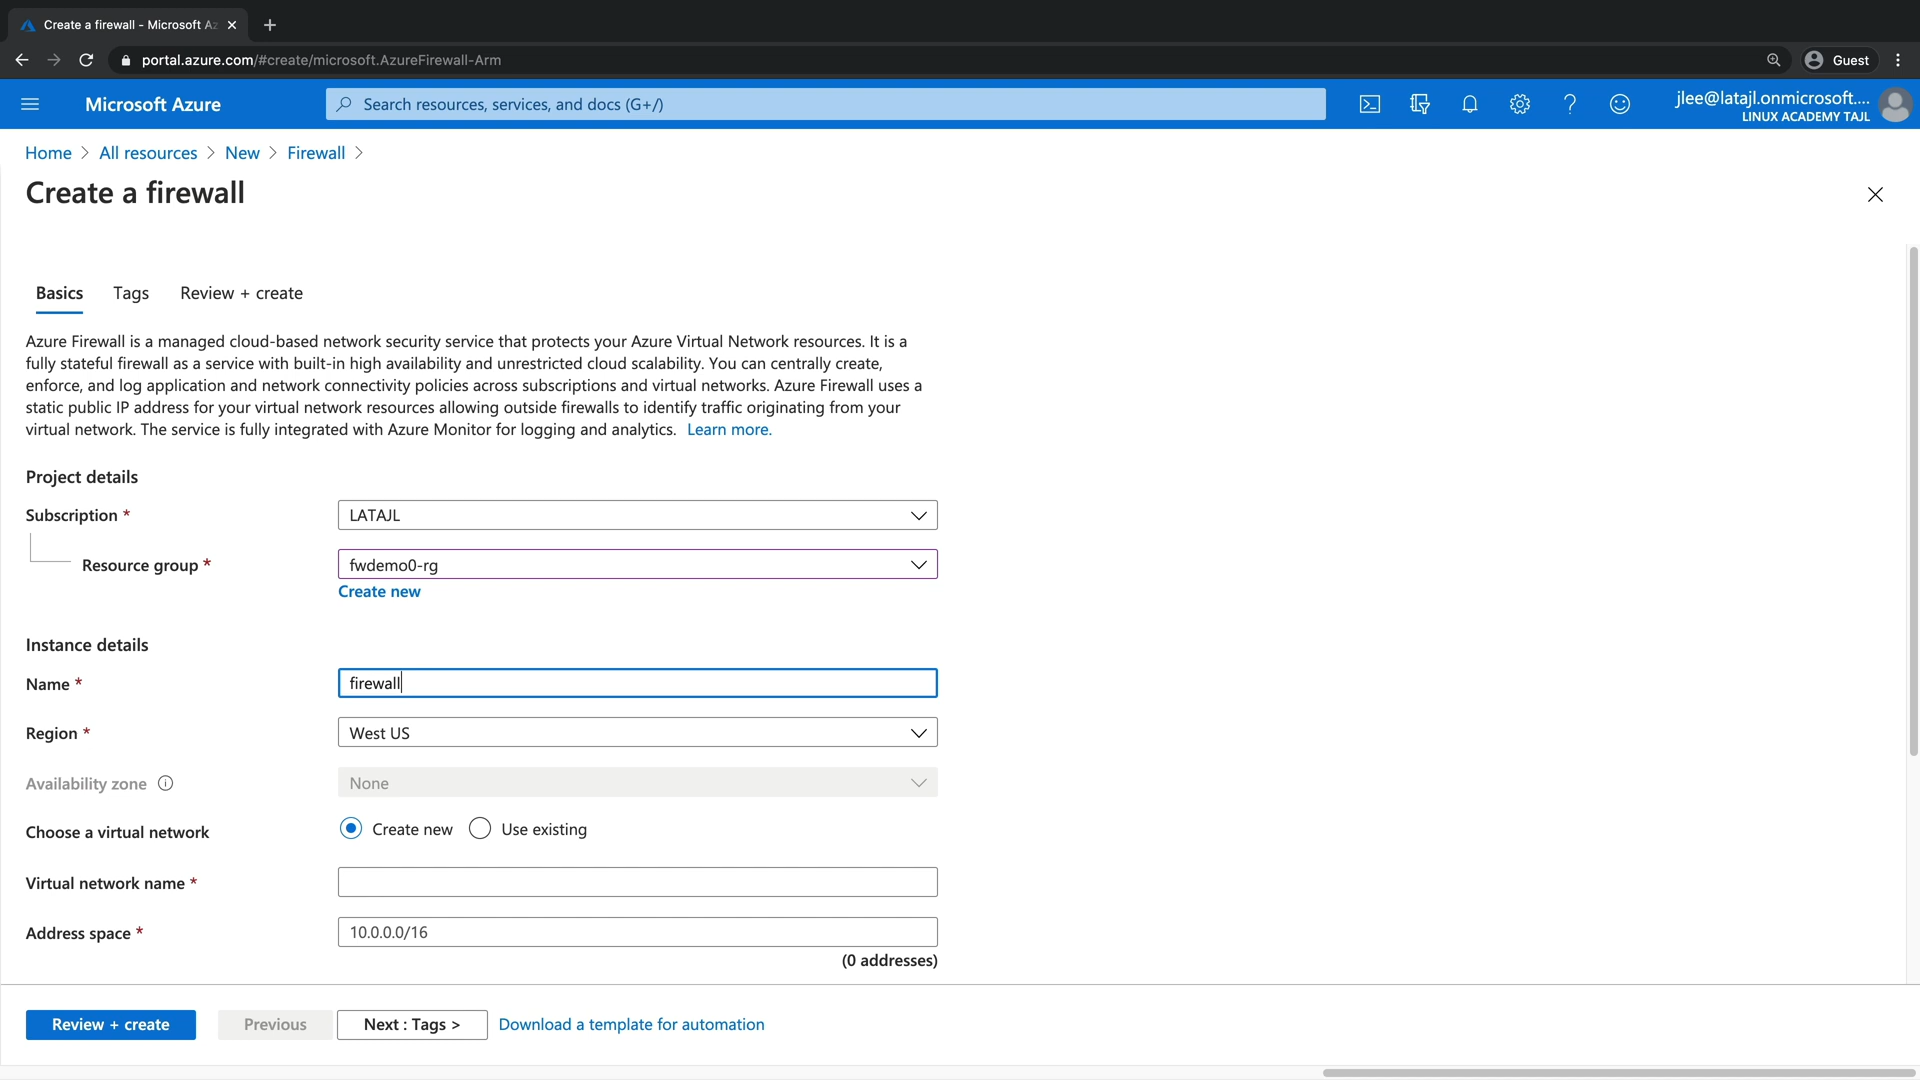 Create a firewall - Microsoft Az
portal.azure.com/#create/microsoft.AzureFirewall-Arm
Guest
Microsoft Azure
Search resources, services, and docs (G+/)
jlee@latajl.onmicrosoft....
LINUX ACADEMY TAJL
Home > All resources > New > Firewall >
Create a firewall
Basics
Tags
Review + create
Azure Firewall is a managed cloud-based network security service that protects your Azure Virtual Network resources. It is a
fully stateful firewall as a service with built-in high availability and unrestricted cloud scalability. You can centrally create,
enforce, and log application and network connectivity policies across subscriptions and virtual networks. Azure Firewall uses a
static public IP address for your virtual network resources allowing outside firewalls to identify traffic originating from your
virtual network. The service is fully integrated with Azure Monitor for logging and analytics. Learn more.
Project details
Subscription *
LATAJL
Resource group *
fwdemo0-rg
Create new
Instance details
Name *
firewall
Region *
West US
Availability zone
None
Choose a virtual network
Create new
Use existing
Virtual network name *
Address space *
10.0.0.0/16
(0 addresses)
Review + create
Previous
Next : Tags >
Download a template for automation